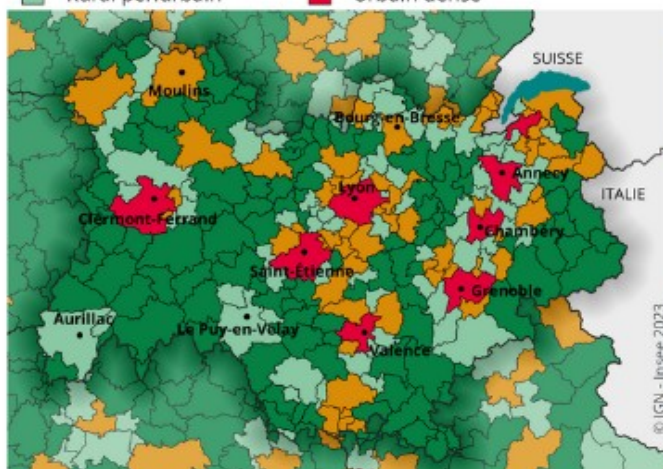 Rural périurbain
Urbain dense
SUISSE
Moulins
Bourg-en-Bresse
Annecy
ITALIE
Lyon
Clermont-Ferrand
Chambéry
Saint-Étienne
Grenoble
Aurillac
Le Puy-en-Velay
Valence
© IGN - Insee 2023